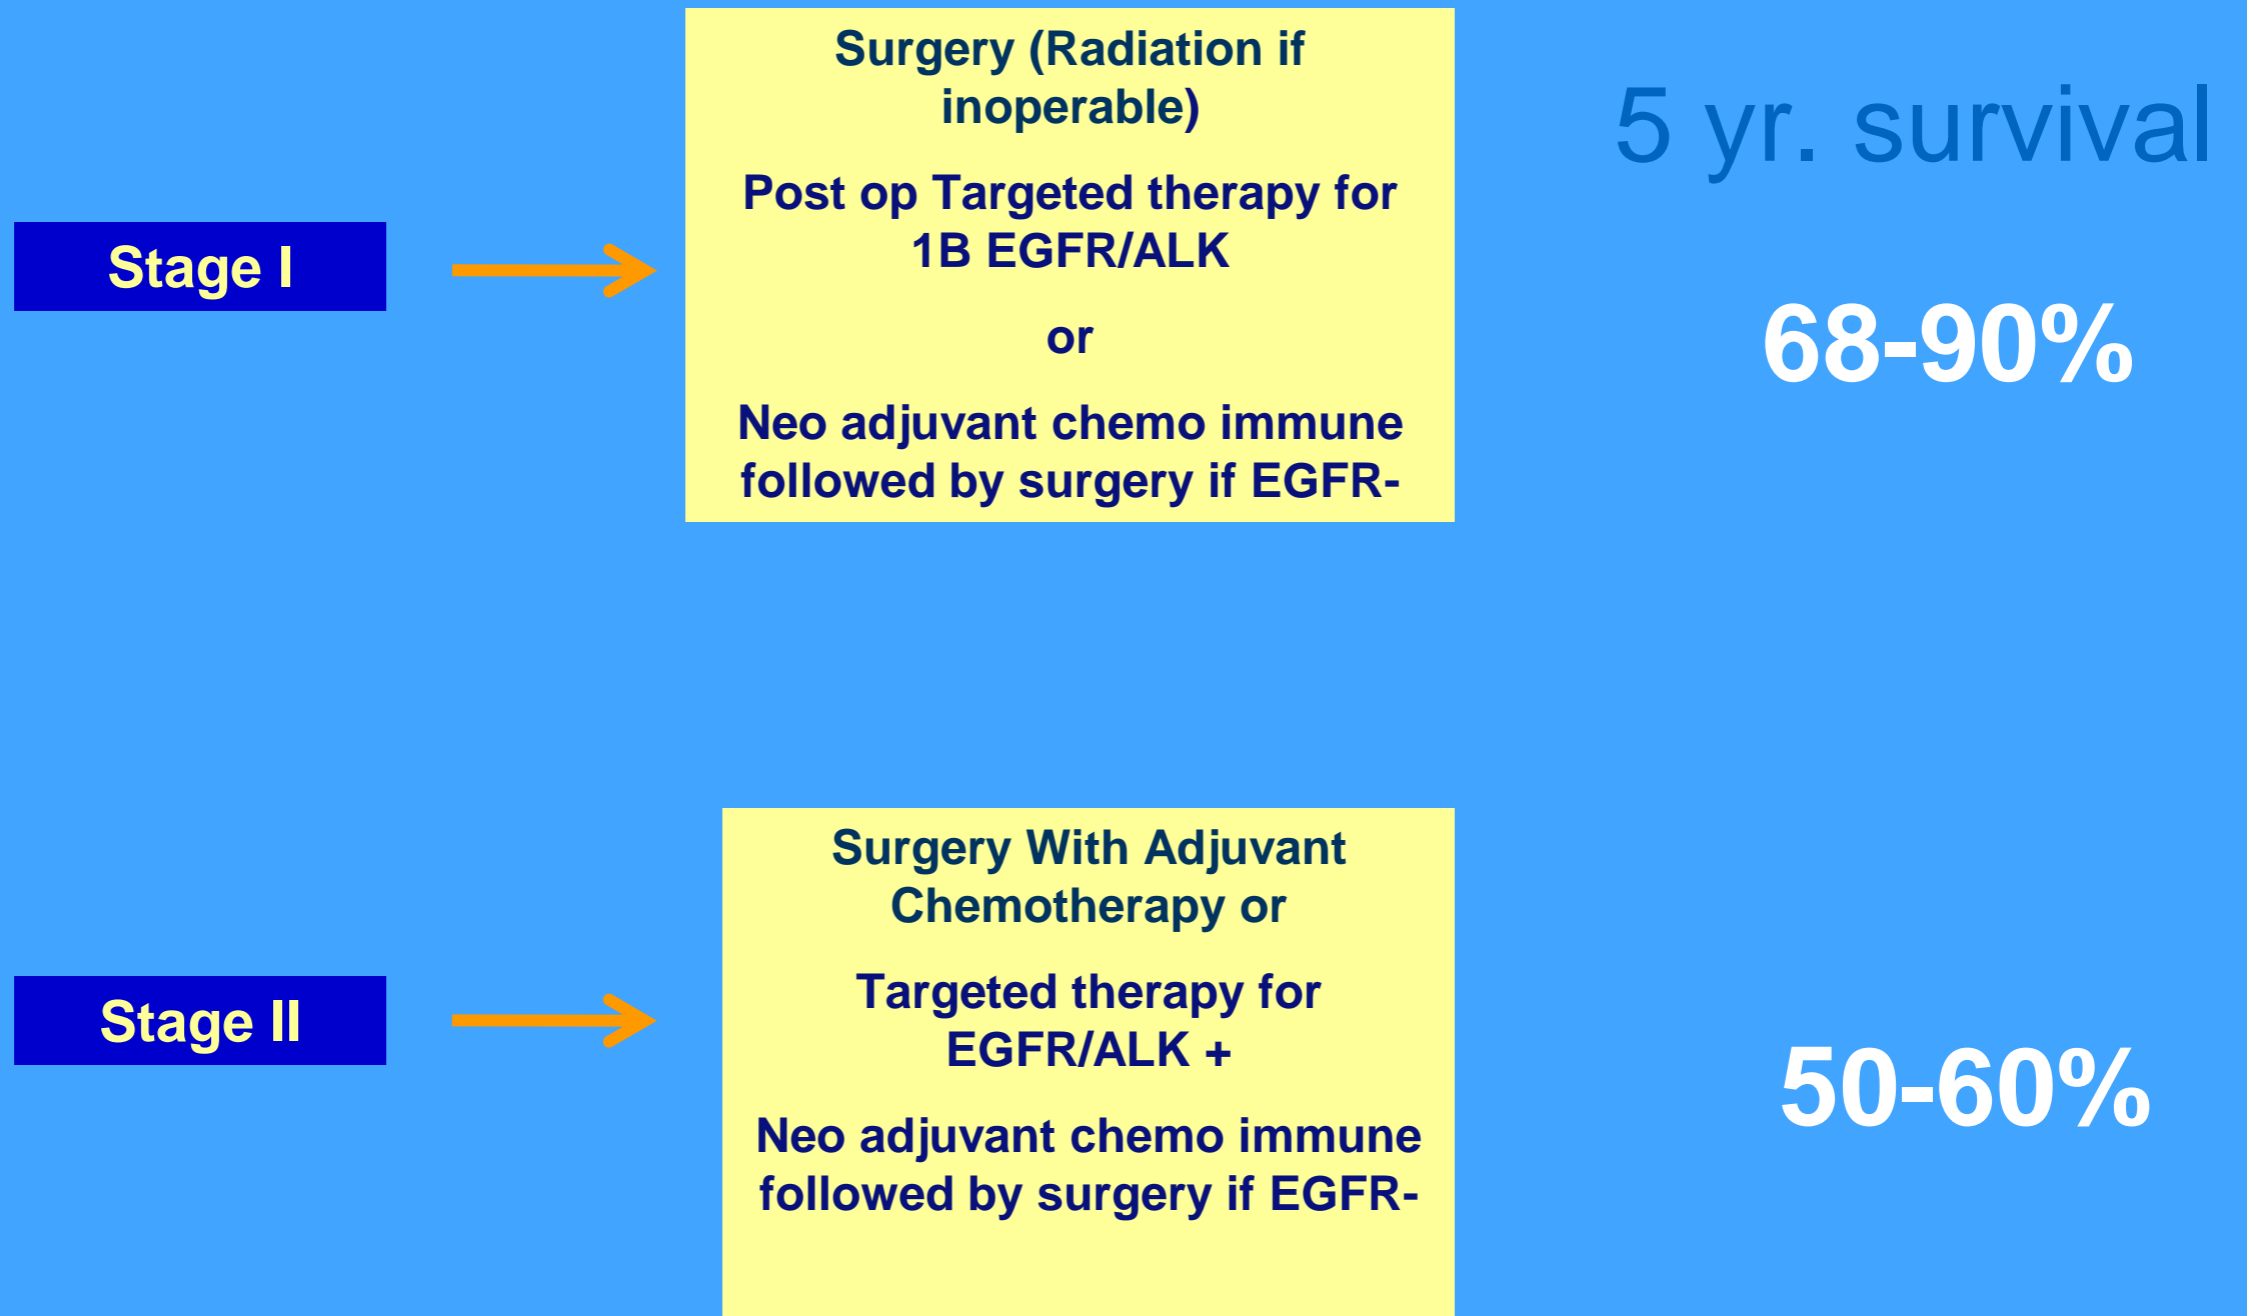 Surgery (Radiation if
inoperable)
5 yr. survival
Post op Targeted therapy for
1B EGFR/ALK
Stage I
or
68-90%
Neo adjuvant chemo immune
followed by surgery if EGFR-
Surgery With Adjuvant
Chemotherapy or
Targeted therapy for
EGFR/ALK +
Stage II
50-60%
Neo adjuvant chemo immune
followed by surgery if EGFR-